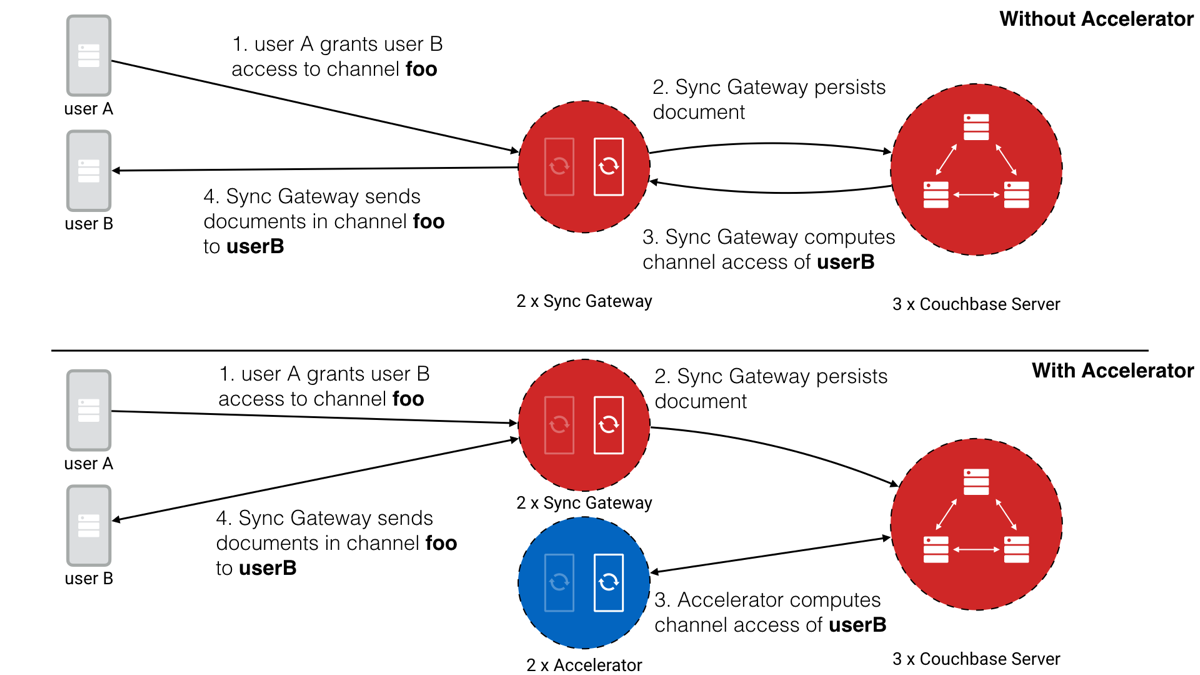 Without Accelerator
1. user A grants user B
access to channel foo
user A
2. Sync Gateway persists
document
user B
4. Sync Gateway sends
documents in channel foo
to userB
3. Sync Gateway computes
channel access of userB
2 x Sync Gateway
3 x Couchbase Server
With Accelerator
1. user A grants user B
access to channel foo
user A
2. Sync Gateway persists
document
2 x Sync Gateway
4. Sync Gateway sends
documents in channel foo
to userB
user B
3. Accelerator computes
channel access of userB
2 x Accelerator
3 x Couchbase Server